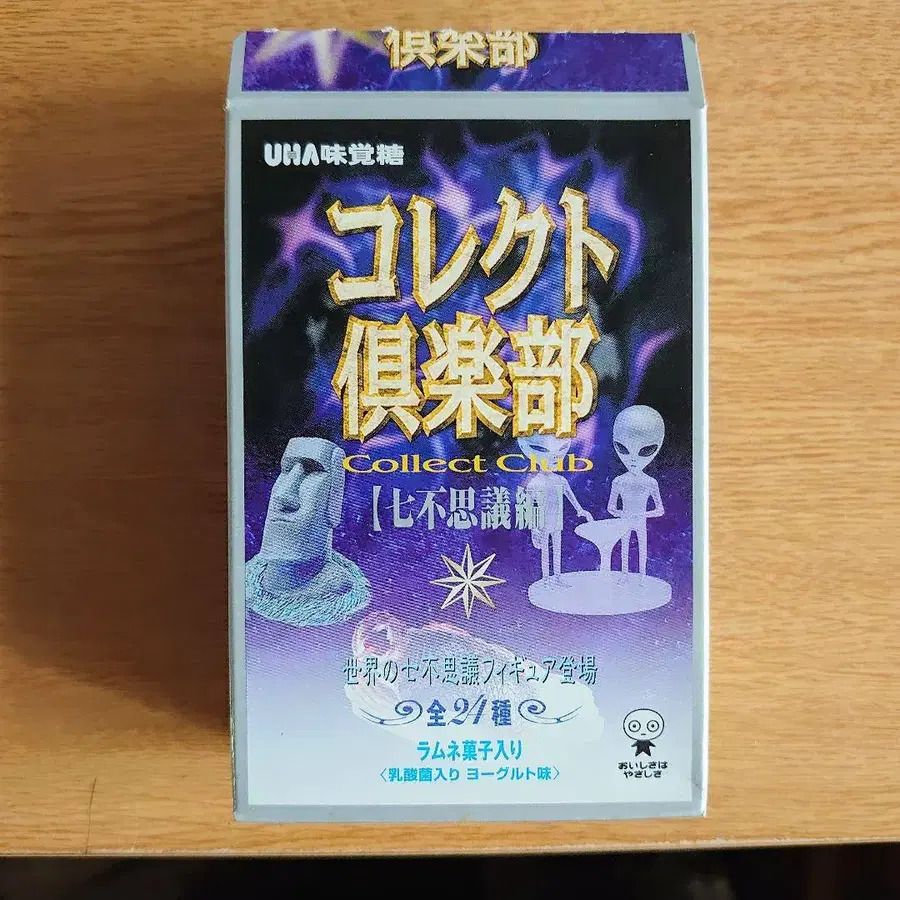 倶楽部
UHA味覚糖
コレクト
倶楽部
Collect Club
【七不思議編】
世界の七不思議フィギュア登場
全24種
ラムネ菓子入り
〈乳酸菌入り ヨーグルト味〉
おいしさは
やさしさ